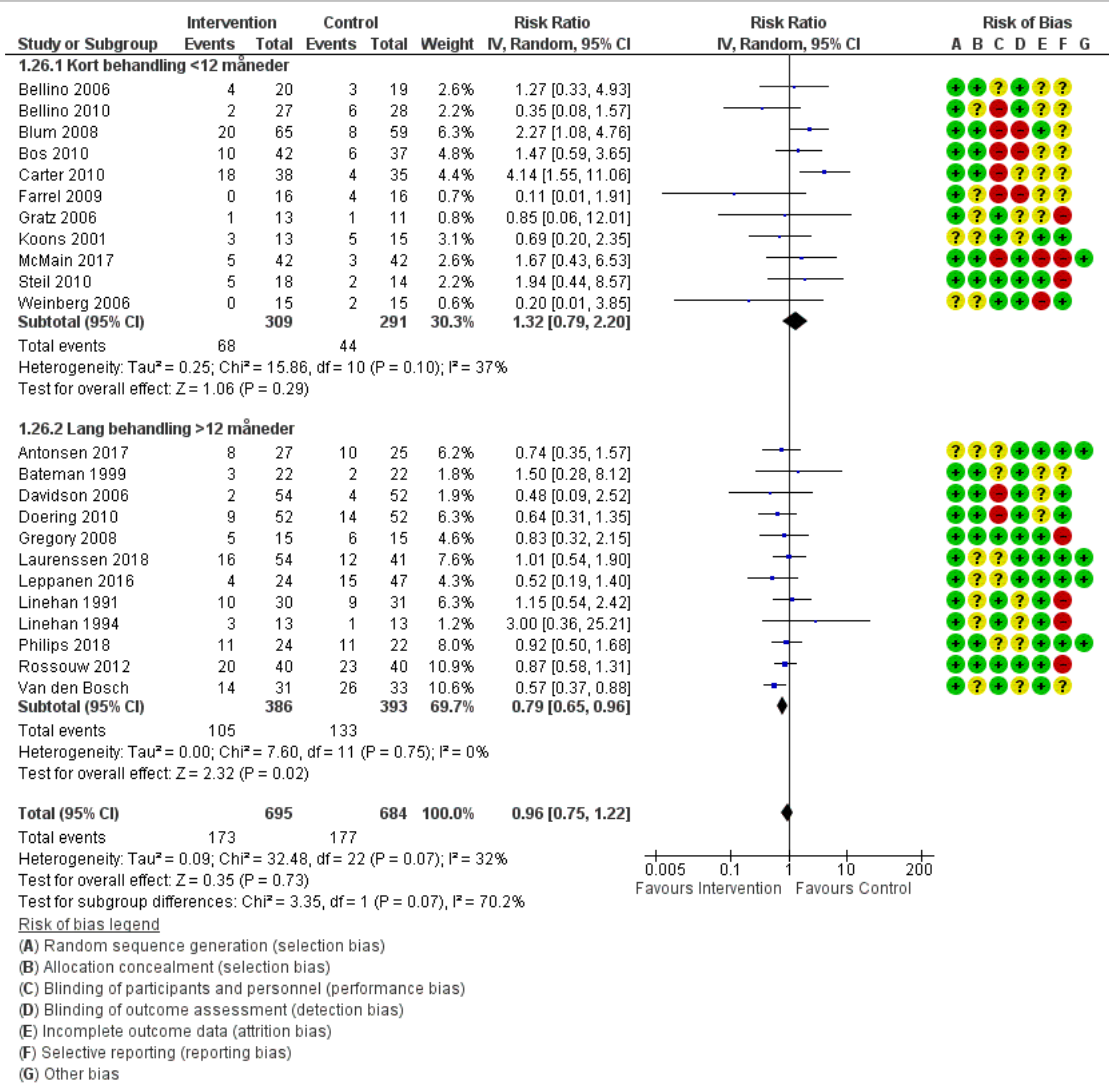 Intervention Control Risk Ratio Risk Ratio Risk of Bias
Study or Subgroup Events Total Events Total Weight IV, Random, 95% CI IV, Random, 95% CI A B C D E F G
1.26.1 Kort behandling <12 måneder
Bellino 2006 4 20 3 19 2.6% 1.27 [0.33, 4.93] + + ? + ? ?
Bellino 2010 2 27 6 28 2.2% 0.35 [0.08, 1.57] + ? - + ? ?
Blum 2008 20 65 8 59 6.3% 2.27 [1.08, 4.76] + + - - + ?
Bos 2010 10 42 6 37 4.8% 1.47 [0.59, 3.65] + + - - ? ?
Carter 2010 18 38 4 35 4.4% 4.14 [1.55, 11.06] + + - ? ? ?
Farrel 2009 0 16 4 16 0.7% 0.11 [0.01, 1.91] + ? - - + ?
Gratz 2006 1 13 1 11 0.8% 0.85 [0.06, 12.01] + ? + ? ? -
Koons 2001 3 13 5 15 3.1% 0.69 [0.20, 2.35] ? ? + ? + +
McMain 2017 5 42 3 42 2.6% 1.67 [0.43, 6.53] + + - + - - +
Steil 2010 5 18 2 14 2.2% 1.94 [0.44, 8.57] + + + + + -
Weinberg 2006 0 15 2 15 0.6% 0.20 [0.01, 3.85] ? ? + + - +
Subtotal (95% CI) 309 291 30.3% 1.32 [0.79, 2.20]
Total events 68 44
Heterogeneity: Tau² = 0.25; Chi² = 15.86, df = 10 (P = 0.10); I² = 37%
Test for overall effect: Z = 1.06 (P = 0.29)
1.26.2 Lang behandling >12 måneder
Antonsen 2017 8 27 10 25 6.2% 0.74 [0.35, 1.57] ? ? ? + + + +
Bateman 1999 3 22 2 22 1.8% 1.50 [0.28, 8.12] + + ? + ? ?
Davidson 2006 2 54 4 52 1.9% 0.48 [0.09, 2.52] + + - + ? +
Doering 2010 9 52 14 52 6.3% 0.64 [0.31, 1.35] + + - + ? +
Gregory 2008 5 15 6 15 4.2% 0.83 [0.32, 2.15] + + + + + -
Laurenssen 2018 16 54 12 41 7.6% 1.01 [0.54, 1.90] + ? ? + + + +
Leppanen 2016 4 24 15 47 4.3% 0.52 [0.19, 1.40] + ? ? + + + +
Linehan 1991 10 30 9 31 6.3% 1.15 [0.54, 2.42] + ? + ? + -
Linehan 1994 3 13 1 13 1.2% 3.00 [0.36, 25.21] + ? + ? + -
Philips 2018 11 24 11 22 8.0% 0.92 [0.50, 1.68] + + ? ? + + +
Rossouw 2012 20 40 23 40 10.9% 0.87 [0.58, 1.31] + + + + + -
Van den Bosch 14 31 26 33 10.6% 0.57 [0.37, 0.88] + ? + ? + ?
Subtotal (95% CI) 386 393 69.7% 0.79 [0.65, 0.96]
Total events 105 133
Heterogeneity: Tau² = 0.00; Chi² = 7.60, df = 11 (P = 0.75); I² = 0%
Test for overall effect: Z = 2.32 (P = 0.02)
Total (95% CI) 695 684 100.0% 0.96 [0.75, 1.22]
Total events 173 177
Heterogeneity: Tau² = 0.09; Chi² = 32.48, df = 22 (P = 0.07); I² = 32%
Test for overall effect: Z = 0.35 (P = 0.73)
Test for subgroup differences: Chi² = 3.35, df = 1 (P = 0.07), I² = 70.2%
0.005 0.1 1 10 200
Favours Intervention Favours Control
Risk of bias legend
(A) Random sequence generation (selection bias)
(B) Allocation concealment (selection bias)
(C) Blinding of participants and personnel (performance bias)
(D) Blinding of outcome assessment (detection bias)
(E) Incomplete outcome data (attrition bias)
(F) Selective reporting (reporting bias)
(G) Other bias